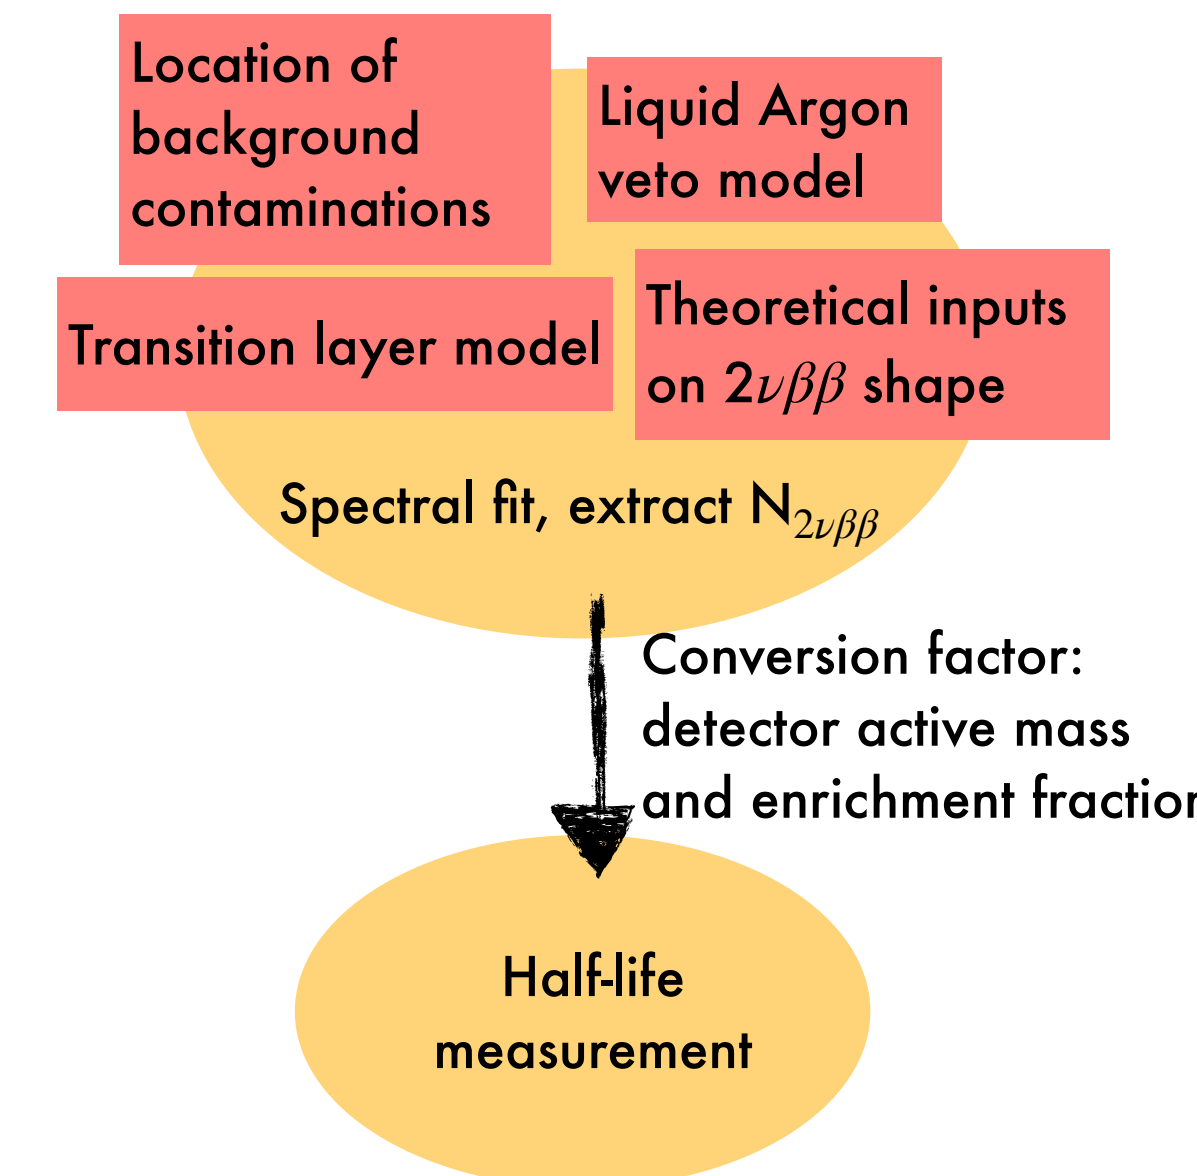 Location of
background
contaminations
Liquid Argon
veto model
Transition layer model
Theoretical inputs
on 2νββ shape
Spectral fit, extract N₂νββ
Conversion factor:
detector active mass
and enrichment fraction
Half-life
measurement